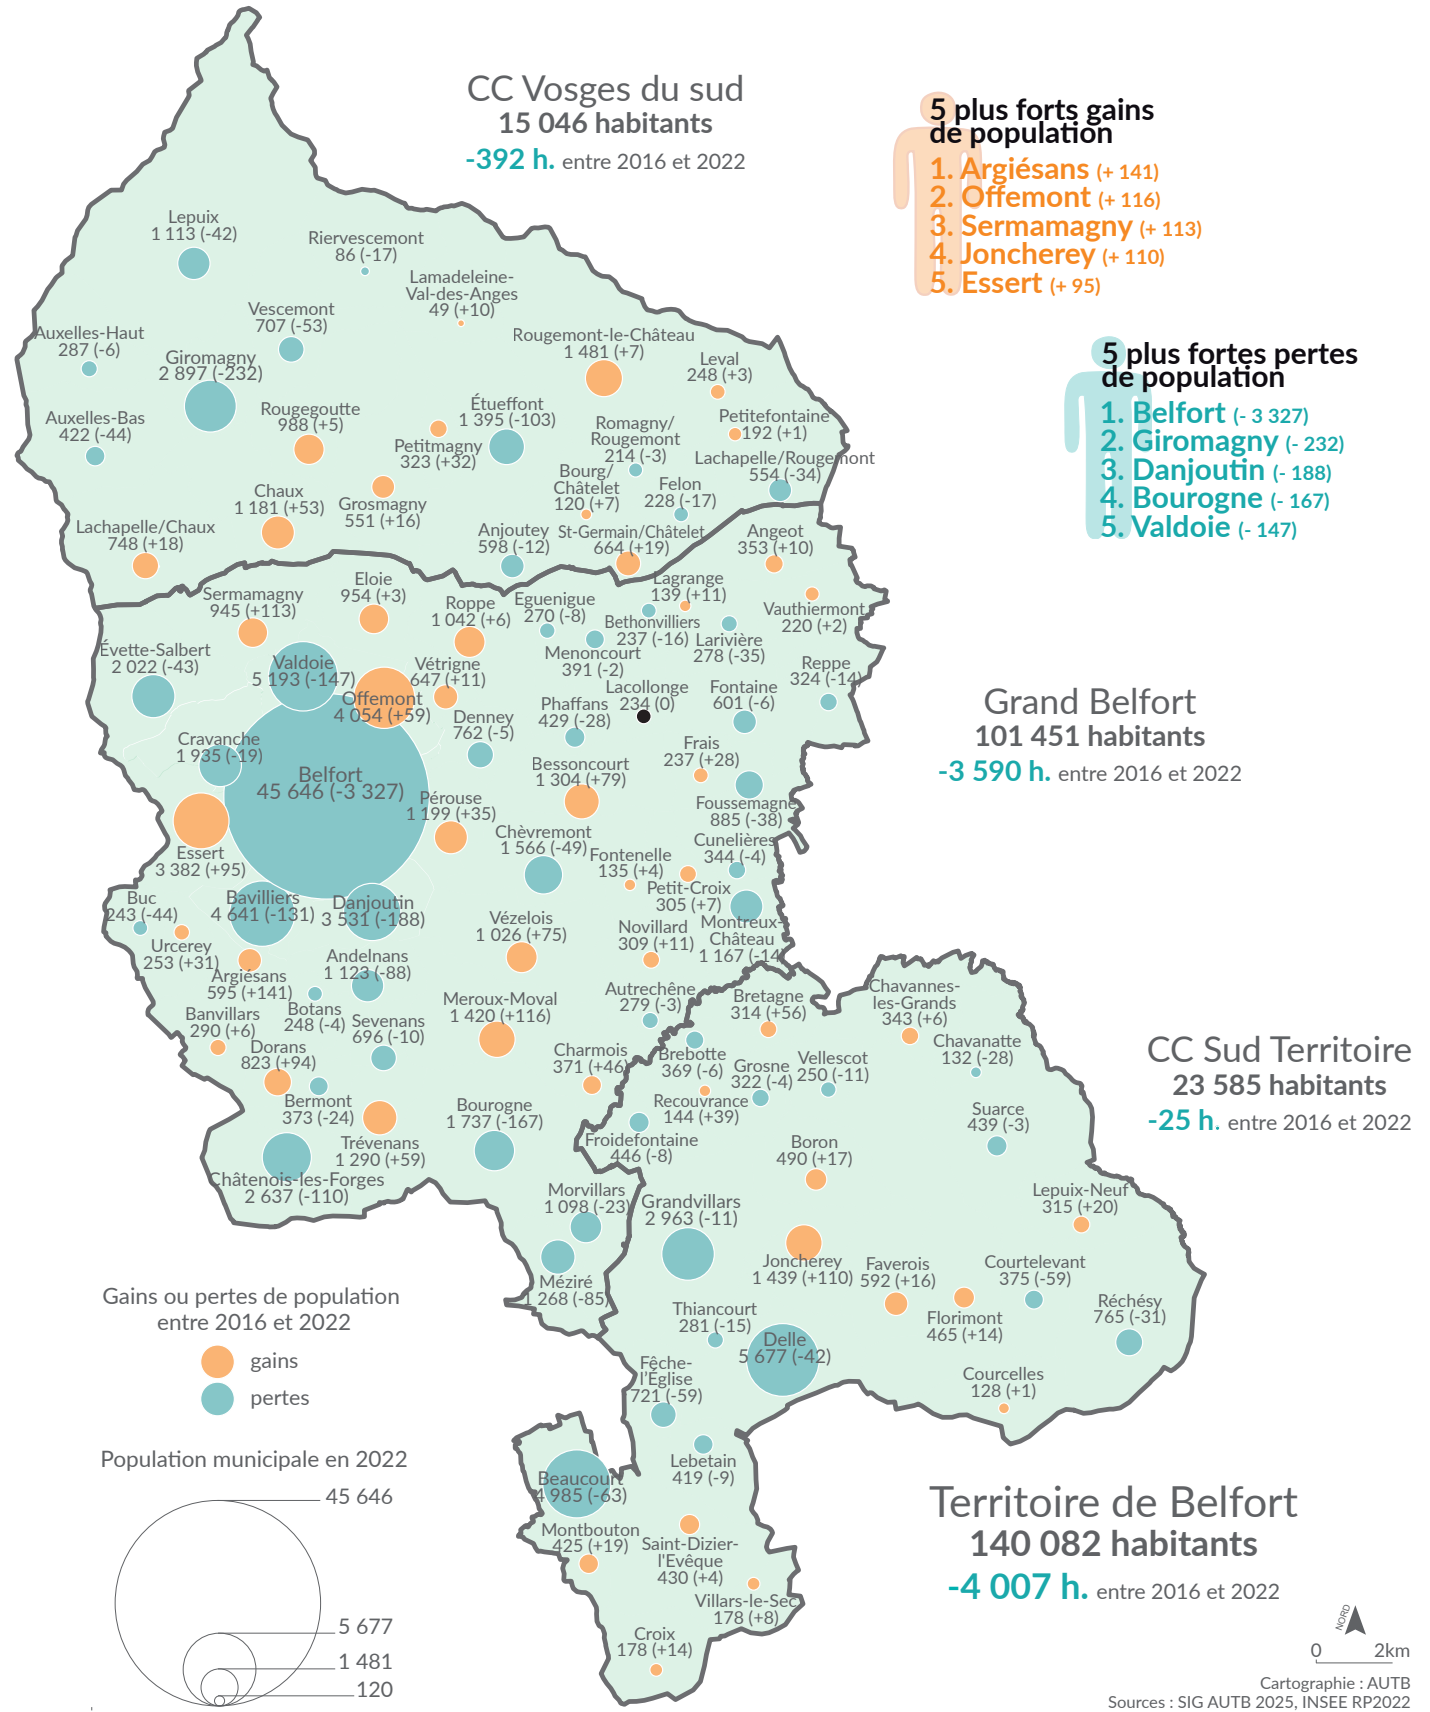 CC Vosges du sud
15 046 habitants
-392 h. entre 2016 et 2022
5 plus forts gains
de population
1. Argiésans (+ 141)
2. Offemont (+ 116)
3. Sermamagny (+ 113)
4. Joncherey (+ 110)
5. Essert (+ 95)
5 plus fortes pertes
de population
1. Belfort (- 3 327)
2. Giromagny (- 232)
3. Danjoutin (- 188)
4. Bourogne (- 167)
5. Valdoie (- 147)
Lepuix
1 113 (-42)
Riervescemont
86 (-17)
Lamadeleine-
Val-des-Anges
49 (+10)
Vescemont
707 (-53)
Auxelles-Haut
287 (-6)
Giromagny
2 897 (-232)
Rougemont-le-Château
1 481 (+7)
Leval
248 (+3)
Auxelles-Bas
422 (-44)
Rougegoutte
988 (+5)
Petitmagny
323 (+32)
Étueffont
1 395 (-103)
Romagny/
Rougemont
214 (-3)
Petitefontaine
192 (+1)
Lachapelle/Rougemont
554 (-34)
Bourg/
Châtelet
120 (+7)
Felon
228 (-17)
Chaux
1 181 (+53)
Grosmagny
551 (+16)
Lachapelle/Chaux
748 (+18)
Anjoutey
598 (-12)
St-Germain/Châtelet
664 (+19)
Angeot
353 (+10)
Sermamagny
945 (+113)
Eloie
954 (+3)
Roppe
1 042 (+6)
Eguenigue
270 (-8)
Lagrange
139 (+11)
Bethonvilliers
237 (-16)
Vauthiermont
220 (+2)
Larivière
278 (-35)
Menoncourt
391 (-2)
Évette-Salbert
2 022 (-43)
Valdoie
5 193 (-147)
Offemont
4 054 (+59)
Vétrigne
647 (+11)
Reppe
324 (-14)
Lacollonge
234 (0)
Fontaine
601 (-6)
Phaffans
429 (-28)
Denney
762 (-5)
Cravanche
1 935 (-19)
Belfort
45 646 (-3 327)
Frais
237 (+28)
Bessoncourt
1 304 (+79)
Pérouse
1 199 (+35)
Foussemagne
885 (-38)
Chèvremont
1 566 (-49)
Cunelières
344 (-4)
Fontenelle
135 (+4)
Essert
3 382 (+95)
Petit-Croix
305 (+7)
Buc
243 (-44)
Bavilliers
4 641 (-131)
Danjoutin
3 531 (-188)
Vézelois
1 026 (+75)
Novillard
309 (+11)
Montreux-
Château
1 167 (-14)
Urcerey
253 (+31)
Argiésans
595 (+141)
Andelnans
1 123 (-88)
Botans
248 (-4)
Banvillars
290 (+6)
Sevenans
696 (-10)
Meroux-Moval
1 420 (+116)
Autrechêne
279 (-3)
Dorans
823 (+94)
Charmois
371 (+46)
Bermont
373 (-24)
Trévenans
1 290 (+59)
Bourogne
1 737 (-167)
Châtenois-les-Forges
2 637 (-110)
Morvillars
1 098 (-23)
Méziré
1 268 (-85)
Grand Belfort
101 451 habitants
-3 590 h. entre 2016 et 2022
Bretagne
314 (+56)
Chavannes-
les-Grands
343 (+6)
Chavanatte
132 (-28)
Brebotte
369 (-6)
Grosne
322 (-4)
Vellescot
250 (-11)
Recouvrance
144 (+39)
Suarce
439 (-3)
Froidefontaine
446 (-8)
Boron
490 (+17)
Grandvillars
2 963 (-11)
Lepuix-Neuf
315 (+20)
Joncherey
1 439 (+110)
Faverois
592 (+16)
Courtelevant
375 (-59)
Florimont
465 (+14)
Réchésy
765 (-31)
Thiancourt
281 (-15)
Delle
5 677 (-42)
Fêche-
l'Église
721 (-59)
Courcelles
128 (+1)
Lebetain
419 (-9)
Beaucourt
4 985 (-63)
Montbouton
425 (+19)
Saint-Dizier-
l'Evêque
430 (+4)
Villars-le-Sec
178 (+8)
Croix
178 (+14)
CC Sud Territoire
23 585 habitants
-25 h. entre 2016 et 2022
Gains ou pertes de population
entre 2016 et 2022
gains
pertes
Population municipale en 2022
45 646
5 677
1 481
120
Territoire de Belfort
140 082 habitants
-4 007 h. entre 2016 et 2022
NORD
0 2km
Cartographie : AUTB
Sources : SIG AUTB 2025, INSEE RP2022